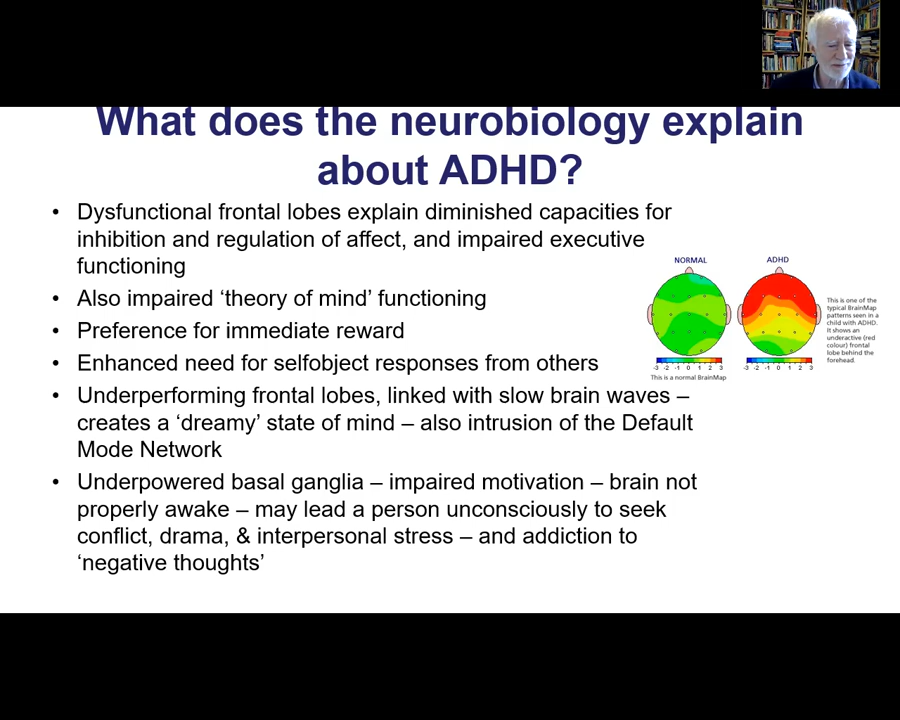 What does the neurobiology explain
about ADHD?
• Dysfunctional frontal lobes explain diminished capacities for
inhibition and regulation of affect, and impaired executive
functioning
• Also impaired ‘theory of mind’ functioning
• Preference for immediate reward
• Enhanced need for selfobject responses from others
• Underperforming frontal lobes, linked with slow brain waves –
creates a ‘dreamy’ state of mind – also intrusion of the Default
Mode Network
• Underpowered basal ganglia – impaired motivation – brain not
properly awake – may lead a person unconsciously to seek
conflict, drama, & interpersonal stress – and addiction to
‘negative thoughts’
NORMAL
-3 -2 -1 0 1 2 3
This is a normal BrainMap
ADHD
-3 -2 -1 0 1 2 3
This is one of the
typical BrainMap
patterns seen in a
child with ADHD.
It shows an
underactive (red
colour) frontal
lobe behind the
forehead.